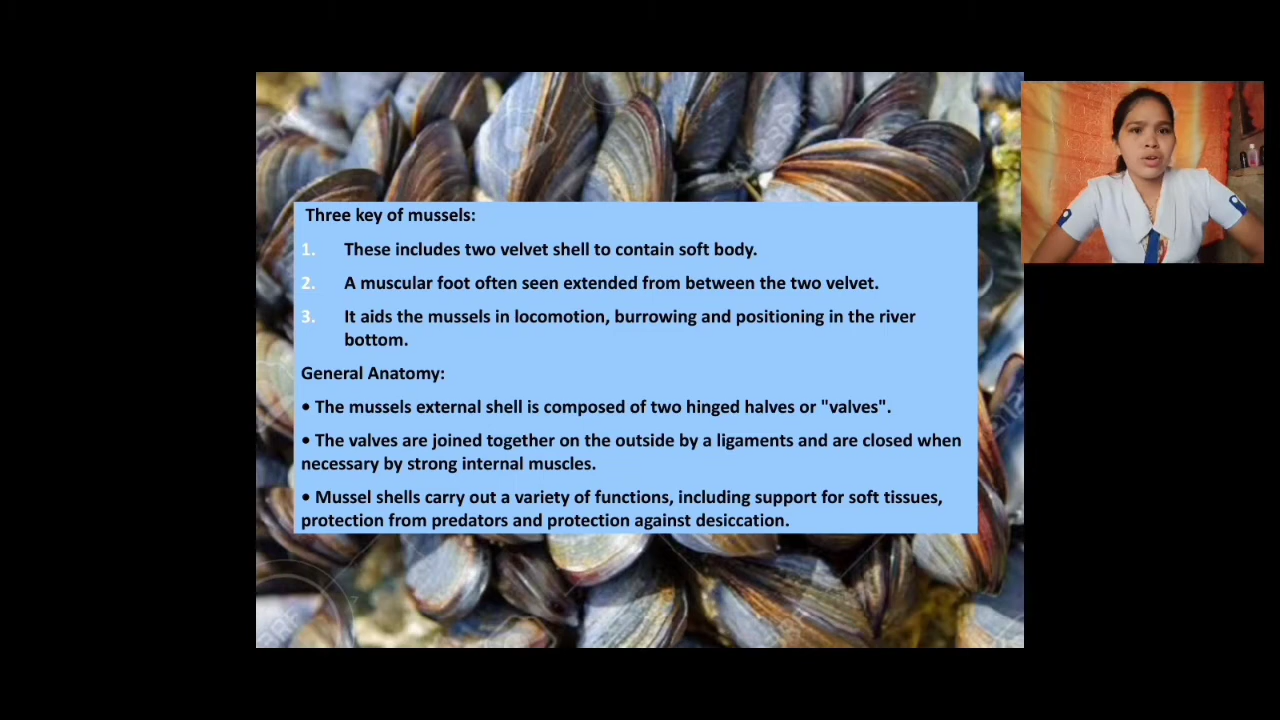 Three key of mussels:
1. These includes two velvet shell to contain soft body.
2. A muscular foot often seen extended from between the two velvet.
3. It aids the mussels in locomotion, burrowing and positioning in the river
bottom.
General Anatomy:
• The mussels external shell is composed of two hinged halves or "valves".
• The valves are joined together on the outside by a ligaments and are closed when
necessary by strong internal muscles.
• Mussel shells carry out a variety of functions, including support for soft tissues,
protection from predators and protection against desiccation.